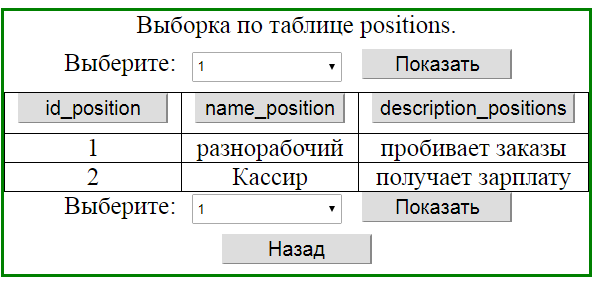 Выборка по таблице positions.
Выберите: 1 Показать
id_position name_position description_positions
1 разнорабочий пробивает заказы
2 Кассир получает зарплату
Выберите: 1 Показать
Назад